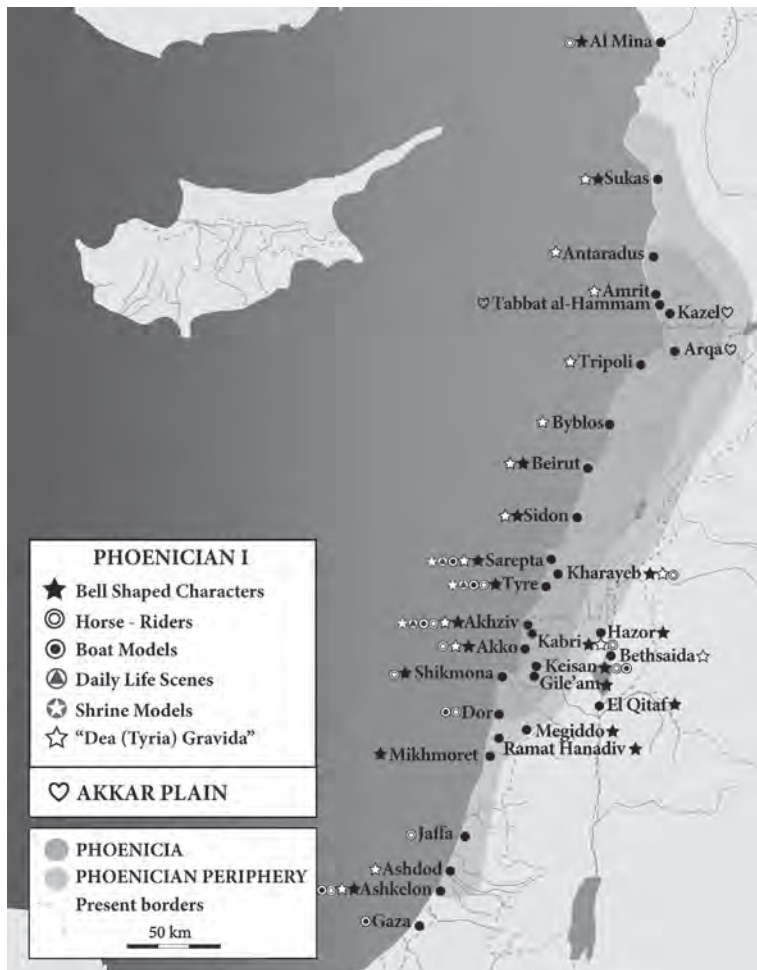 Al Mina
Sukas
Antaradus
Amrit
Tabbat al-Hammam
Kazel
Arqa
Tripoli
Byblos
Beirut
Sidon
Sarepta
Kharayeb
Tyre
Akhziv
Hazor
Kabri
Akko
Bethsaida
Keisan
Shikmona
Gile'am
El Qitaf
Dor
Megiddo
Ramat Hanadiv
Mikhmoret
Jaffa
Ashdod
Ashkelon
Gaza
PHOENICIAN I
Bell Shaped Characters
Horse - Riders
Boat Models
Daily Life Scenes
Shrine Models
"Dea (Tyria) Gravida"
AKKAR PLAIN
PHOENICIA
PHOENICIAN PERIPHERY
Present borders
50 km